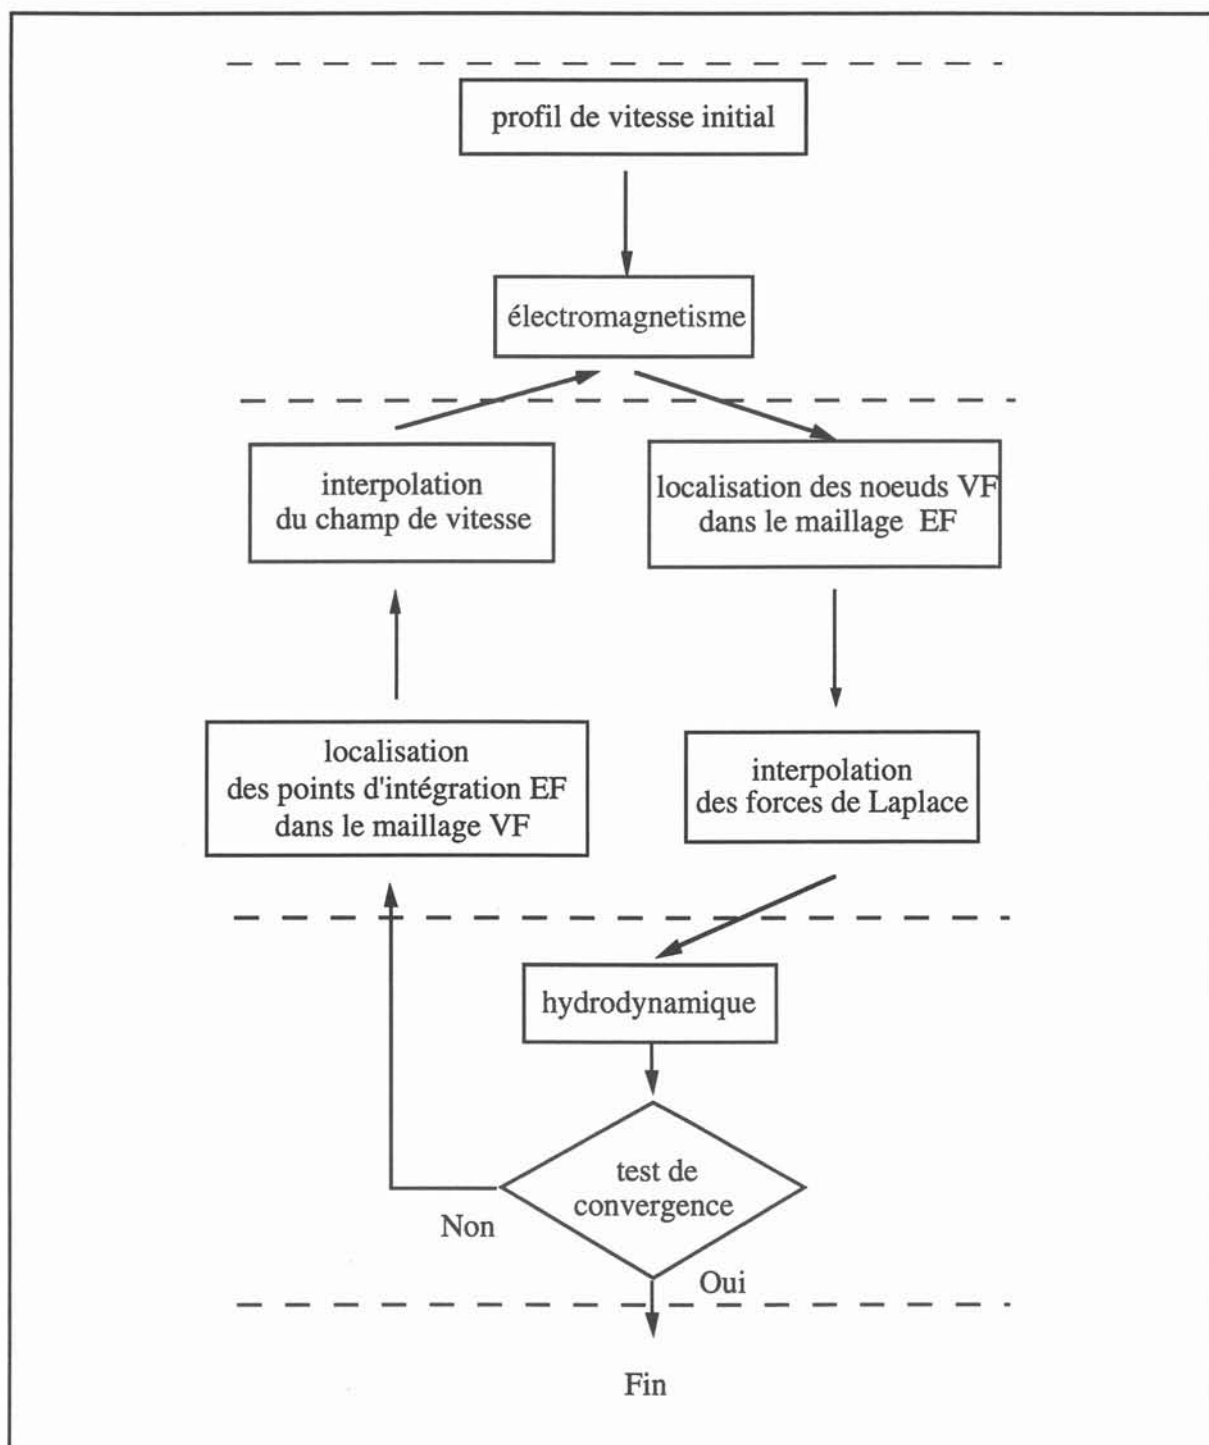 profil de vitesse initial
électromagnetisme
interpolation
du champ de vitesse
localisation des noeuds VF
dans le maillage EF
localisation
des points d'intégration EF
dans le maillage VF
interpolation
des forces de Laplace
hydrodynamique
test de
convergence
Non
Oui
Fin